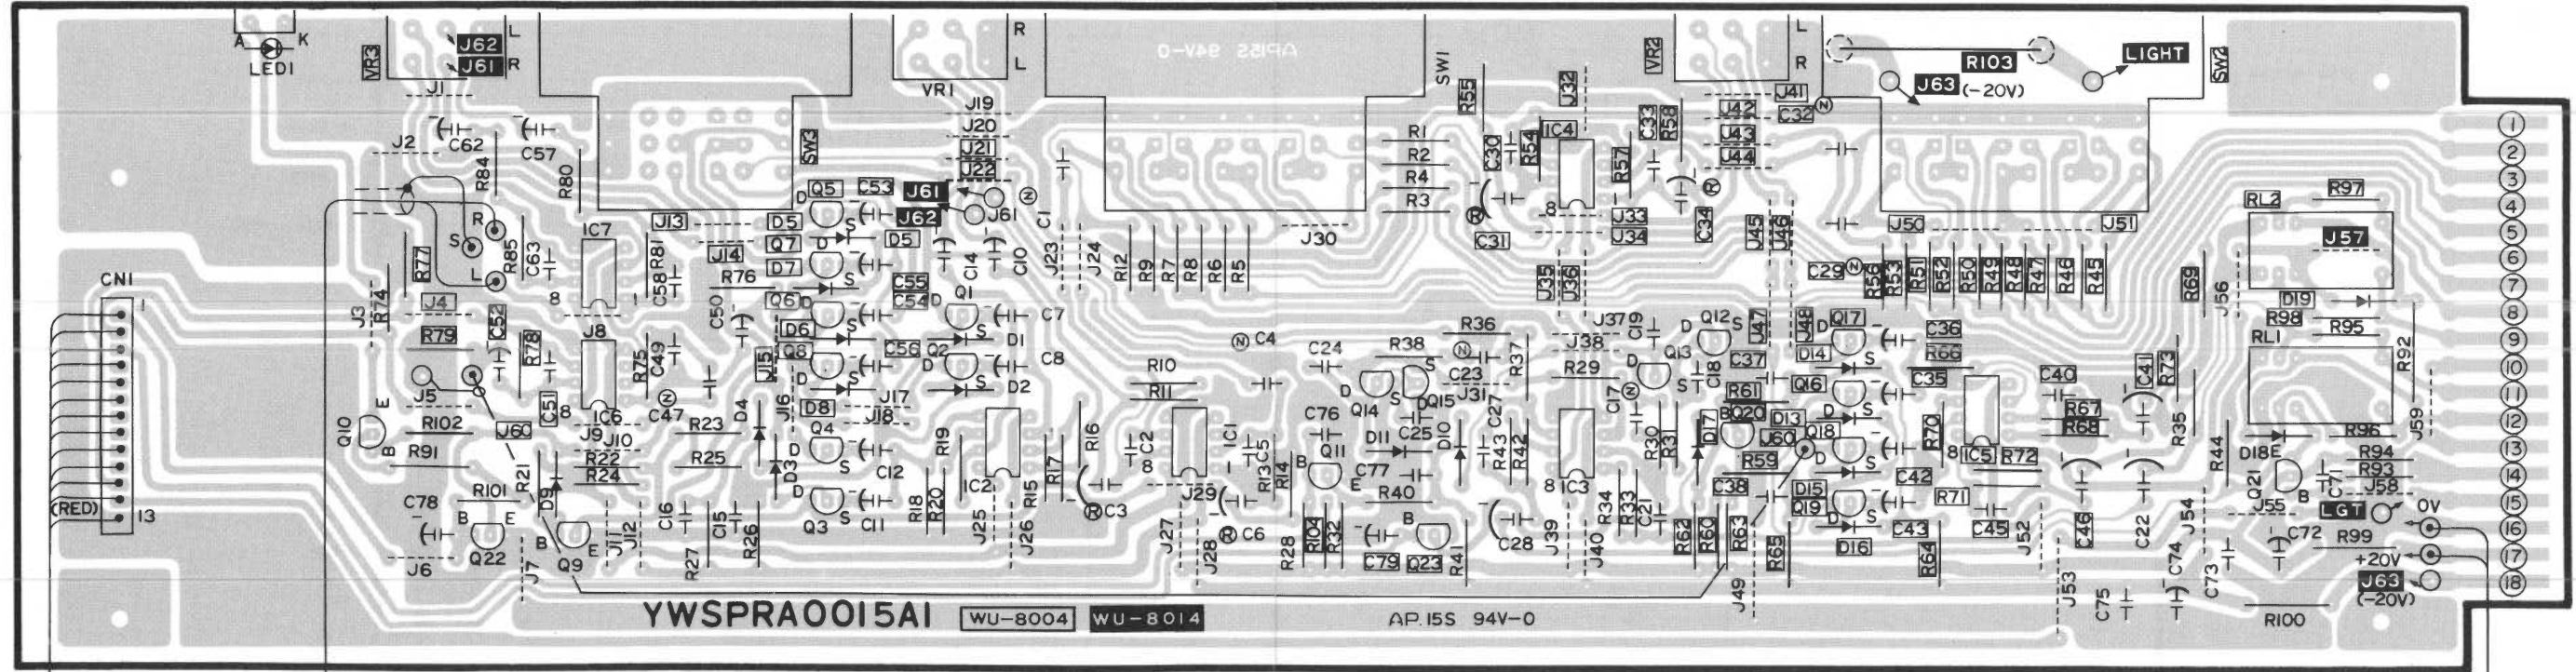 A K
LED1
VR3
J62 L
J61 R
J1
J2
C62
C57
R84
R80
SW3
VR1
R
L
J19
J20
J21
J22
AP15S 94V-0
SW1
R55
J32
VR2
L
R
J41
J42
J43
J44
C32
R103
J63 (-20V)
LIGHT
SW2
R1
R2
R4
R3
C30
R54
IC4
R57
C33
R58
8
C31
J33
J34
C34
J45
J46
J50
J51
RL2
R97
J57
1
2
3
4
5
6
7
8
9
10
11
12
13
14
15
16
17
18
R
S
L
R77
R85
C63
IC7
R81
C58
J13
J14
R76
Q5
C53
D5
Q7
D7
D5
C55
C54
Q6
D6
Q8
C56
D8
J61
J62
J61
C14
C10
C1
J23
J24
R12
R9
R7
R8
R6
R5
J30
J35
J36
C29
R56
R53
R51
R52
R50
R49
R48
R47
R46
R45
R69
J56
D19
R98
R95
RL1
R92
CN1
1
13
(RED)
J3
R74
J4
R79
C52
R78
8
J8
R75
C49
C50
J15
J16
Q1
C7
D1
Q2
C8
D2
C4
R10
R11
C24
R38
R36
C23
R37
J37
J38
R29
C19
Q12
Q13
C18
C17
C37
J47
J48
Q17
D14
Q16
R61
C36
R66
C35
C40
C41
R73
R67
R68
R35
R44
J59
R96
Q10
E
B
J5
R102
R91
J60
C51
8
IC6
J9
J10
R22
R24
C47
R23
R25
D4
D3
Q4
J17
J18
C12
R19
IC2
R15
R17
R16
C2
8
IC1
C5
R13
R14
C76
Q14
Q15
D11
C25
Q11
C77
R40
D10
J31
C27
R43
R42
8
IC3
R30
R31
D17
Q20
D13
J60
Q18
R59
C38
D15
Q19
R70
8
IC5
R72
C42
R71
D18
R94
R93
J58
Q21
C71
J55
LGT
0V
C78
R101
R21
D9
Q22
J6
J7
Q9
J11
J12
C16
R27
C15
R26
Q3
C11
R18
R20
J25
J26
C3
J29
J27
J28
C6
R28
R104
R32
C79
Q23
R41
C28
J39
J40
R34
R33
C21
R62
R60
R63
R65
J49
D16
C43
R64
C45
J52
J53
C46
C22
J54
C74
C75
C73
C72
R99
+20V
J63
(-20V)
R100
YWSPRA0015A1 WU-8004 WU-8014 AP.15S 94V-0